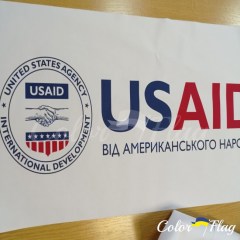 UNITED STATES AGENCY
USAID
INTERNATIONAL DEVELOPMENT
USAID
ВІД АМЕРИКАНСЬКОГО НАРО
Color Flag